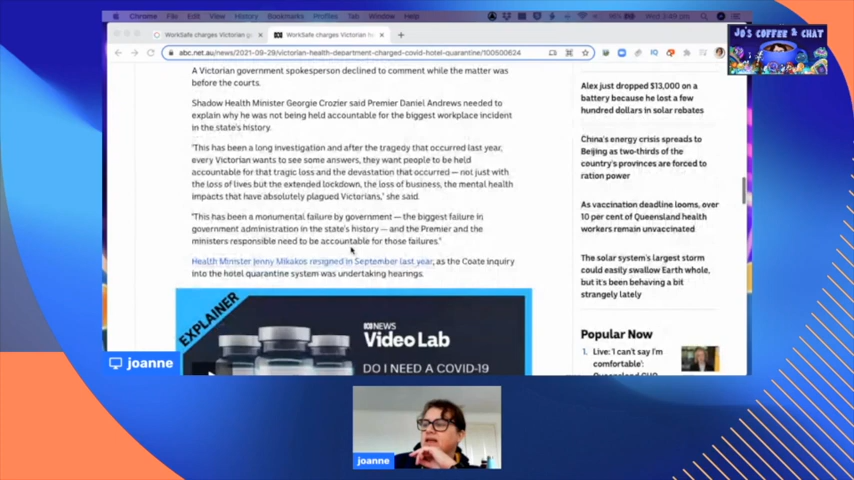 Chrome File Edit View History Bookmarks Profiles Tab Window Help
Wed 3:49 pm
WorkSafe charges Victorian g
WorkSafe charges Victorian he
abc.net.au/news/2021-09-29/victorian-health-department-charged-covid-hotel-quarantine/100500624
JO'S COFFEE & CHAT
A Victorian government spokesperson declined to comment while the matter was
before the courts.
Shadow Health Minister Georgie Crozier said Premier Daniel Andrews needed to
explain why he was not being held accountable for the biggest workplace incident
in the state's history.
"This has been a long investigation and after the tragedy that occurred last year,
every Victorian wants to see some answers, they want people to be held
accountable for that tragic loss and the devastation that occurred — not just with
the loss of lives but the extended lockdown, the loss of business, the mental health
impacts that have absolutely plagued Victorians," she said.
"This has been a monumental failure by government — the biggest failure in
government administration in the state's history — and the Premier and the
ministers responsible need to be accountable for those failures."
Health Minister Jenny Mikakos resigned in September last year, as the Coate inquiry
into the hotel quarantine system was undertaking hearings.
EXPLAINER
NEWS
Video Lab
DO I NEED A COVID-19
Alex just dropped $13,000 on a
battery because he lost a few
hundred dollars in solar rebates
China's energy crisis spreads to
Beijing as two-thirds of the
country's provinces are forced to
ration power
As vaccination deadline looms, over
10 per cent of Queensland health
workers remain unvaccinated
The solar system's largest storm
could easily swallow Earth whole,
but it's been behaving a bit
strangely lately
Popular Now
1. Live: 'I can't say I'm
comfortable':
joanne
joanne